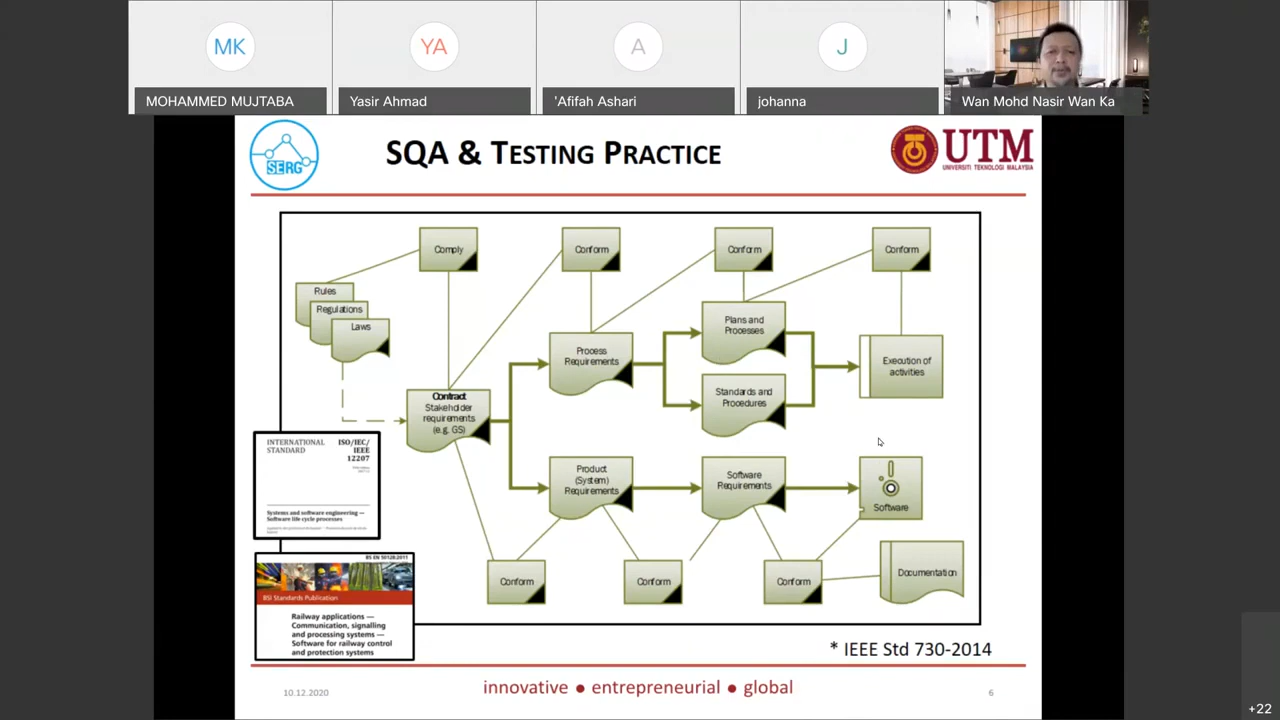 MK
YA
A
J
MOHAMMED MUJTABA
Yasir Ahmad
'Afifah Ashari
johanna
Wan Mohd Nasir Wan Ka
SERG
SQA & TESTING PRACTICE
UTM
UNIVERSITI TEKNOLOGI MALAYSIA
Comply
Conform
Conform
Conform
Rules
Regulations
Laws
Contract
Stakeholder
requirements
(e.g. GS)
Process
Requirements
Plans and
Processes
Standards and
Procedures
Execution of
activities
Product
(System)
Requirements
Software
Requirements
Software
Conform
Conform
Conform
Documentation
INTERNATIONAL
STANDARD
ISO/IEC/
IEEE
12207
Systems and software engineering —
Software life cycle processes
BS EN 50128:2011
BSI Standards Publication
Railway applications —
Communication, signalling
and processing systems —
Software for railway control
and protection systems
* IEEE Std 730-2014
10.12.2020
innovative ● entrepreneurial ● global
6
+22